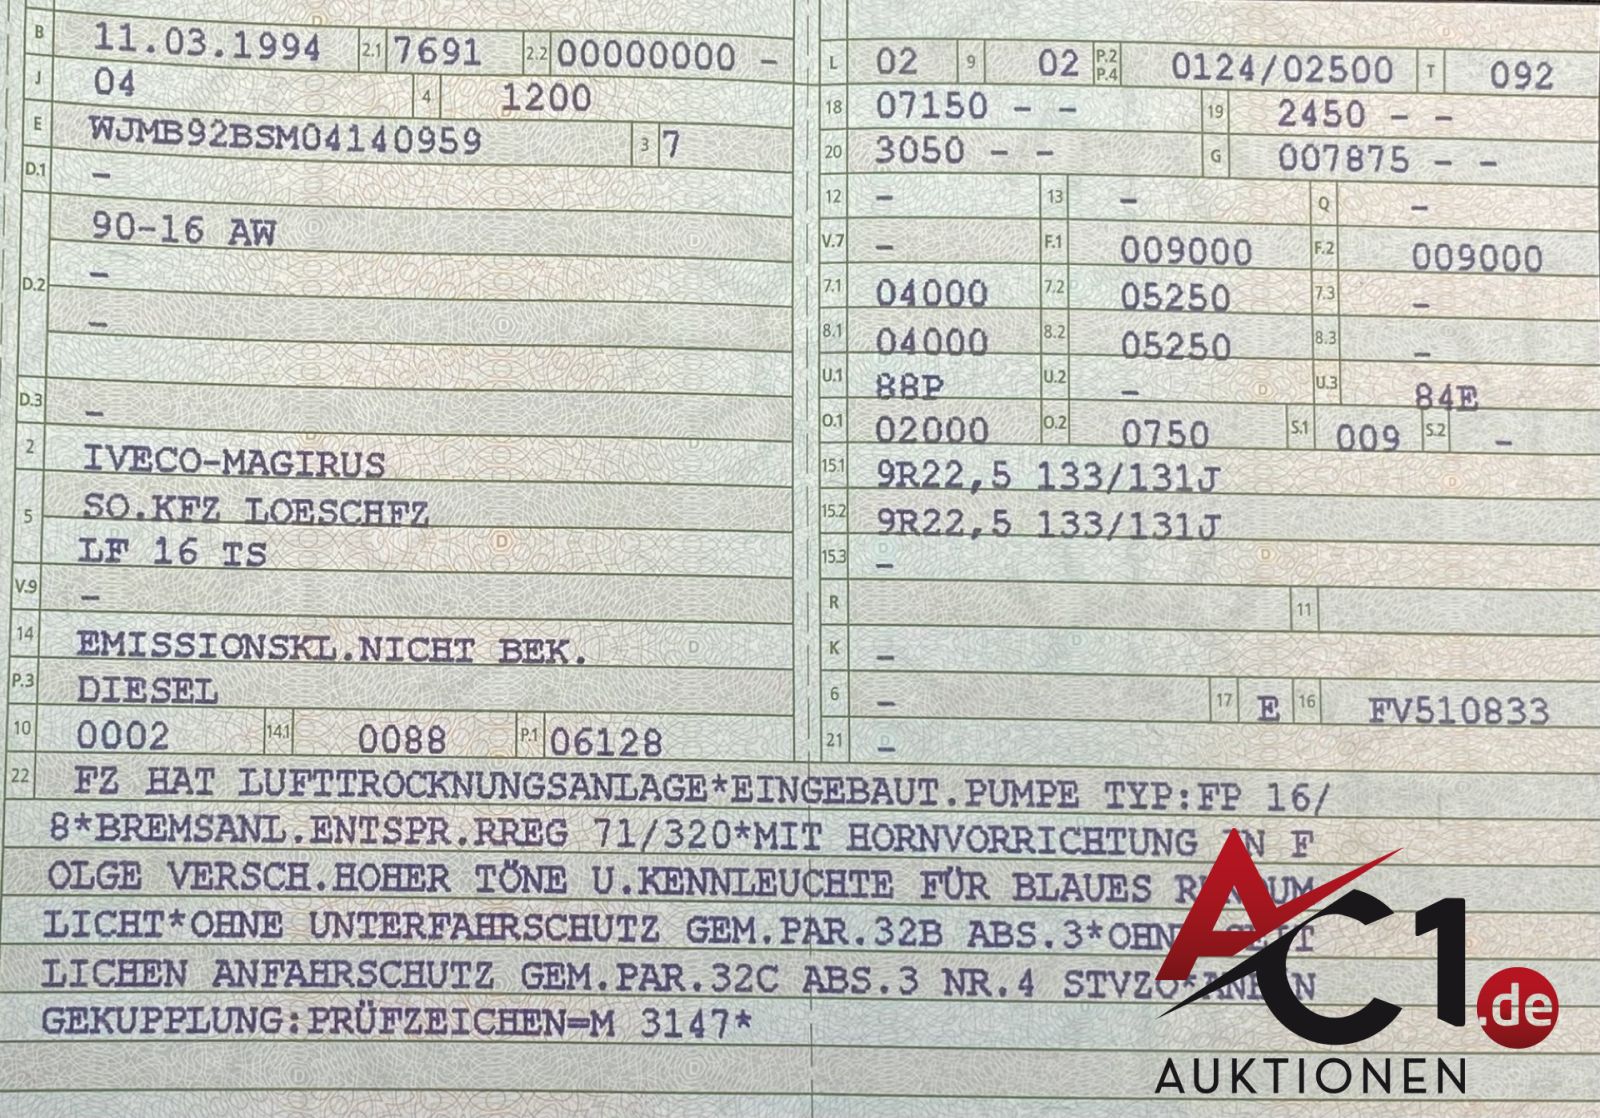 B 11.03.1994 2.1 7691 2.2 00000000 -
J 04 4 1200
E WJMB92BSM04140959 3 7
D.1 -
D.2 90-16 AW
-
-
D.3 -
2 IVECO-MAGIRUS
5 SO.KFZ LOESCHFZ
LF 16 TS
V.9 -
14 EMISSIONSKL.NICHT BEK.
P.3 DIESEL
10 0002 14.1 0088 P.1 06128
L 02 9 02 P.2 P.4 0124/02500 T 092
18 07150 - - 19 2450 - -
20 3050 - - G 007875 - -
12 - 13 - Q -
V.7 - F.1 009000 F.2 009000
7.1 04000 7.2 05250 7.3 -
8.1 04000 8.2 05250 8.3 -
U.1 88P U.2 - U.3 84E
O.1 02000 O.2 0750 S.1 009 S.2 -
15.1 9R22,5 133/131J
15.2 9R22,5 133/131J
15.3 -
R 11
K -
6 - 17 E 16 FV510833
21 -
22 FZ HAT LUFTTROCKNUNGSANLAGE*EINGEBAUT.PUMPE TYP:FP 16/
8*BREMSANL.ENTSPR.RREG 71/320*MIT HORNVORRICHTUNG F
OLGE VERSCH.HOHER TÖNE U.KENNLEUCHTE FÜR BLAUES
LICHT*OHNE UNTERFAHRSCHUTZ GEM.PAR.32B ABS.3*
LICHEN ANFAHRSCHUTZ GEM.PAR.32C ABS.3 NR.4
GEKUPPLUNG:PRÜFZEICHEN=M 3147*
AC1.de
AUKTIONEN